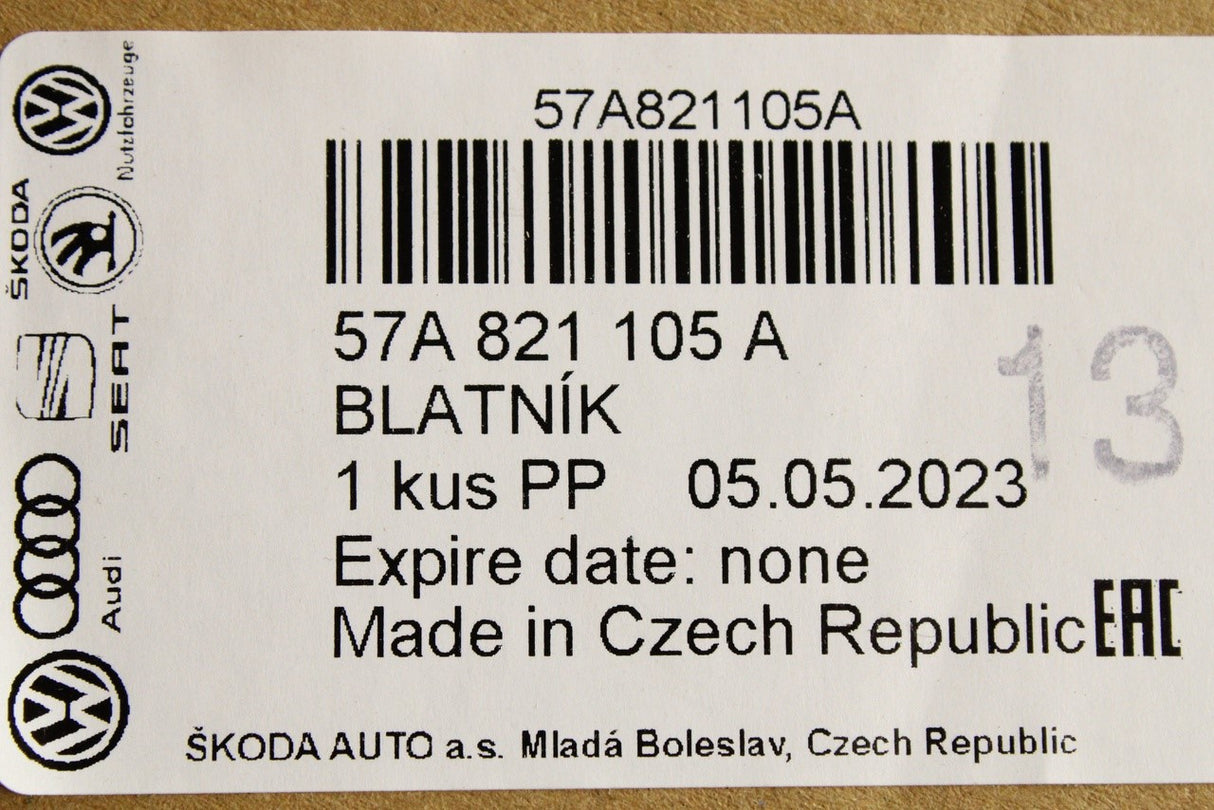 57A821105A
57A 821 105 A
BLATNÍK
1 kus PP 05.05.2023
Expire date: none
Made in Czech Republic EAC
ŠKODA AUTO a.s. Mladá Boleslav, Czech Republic
13
Nutzfahrzeuge
ŠKODA
SEAT
Audi